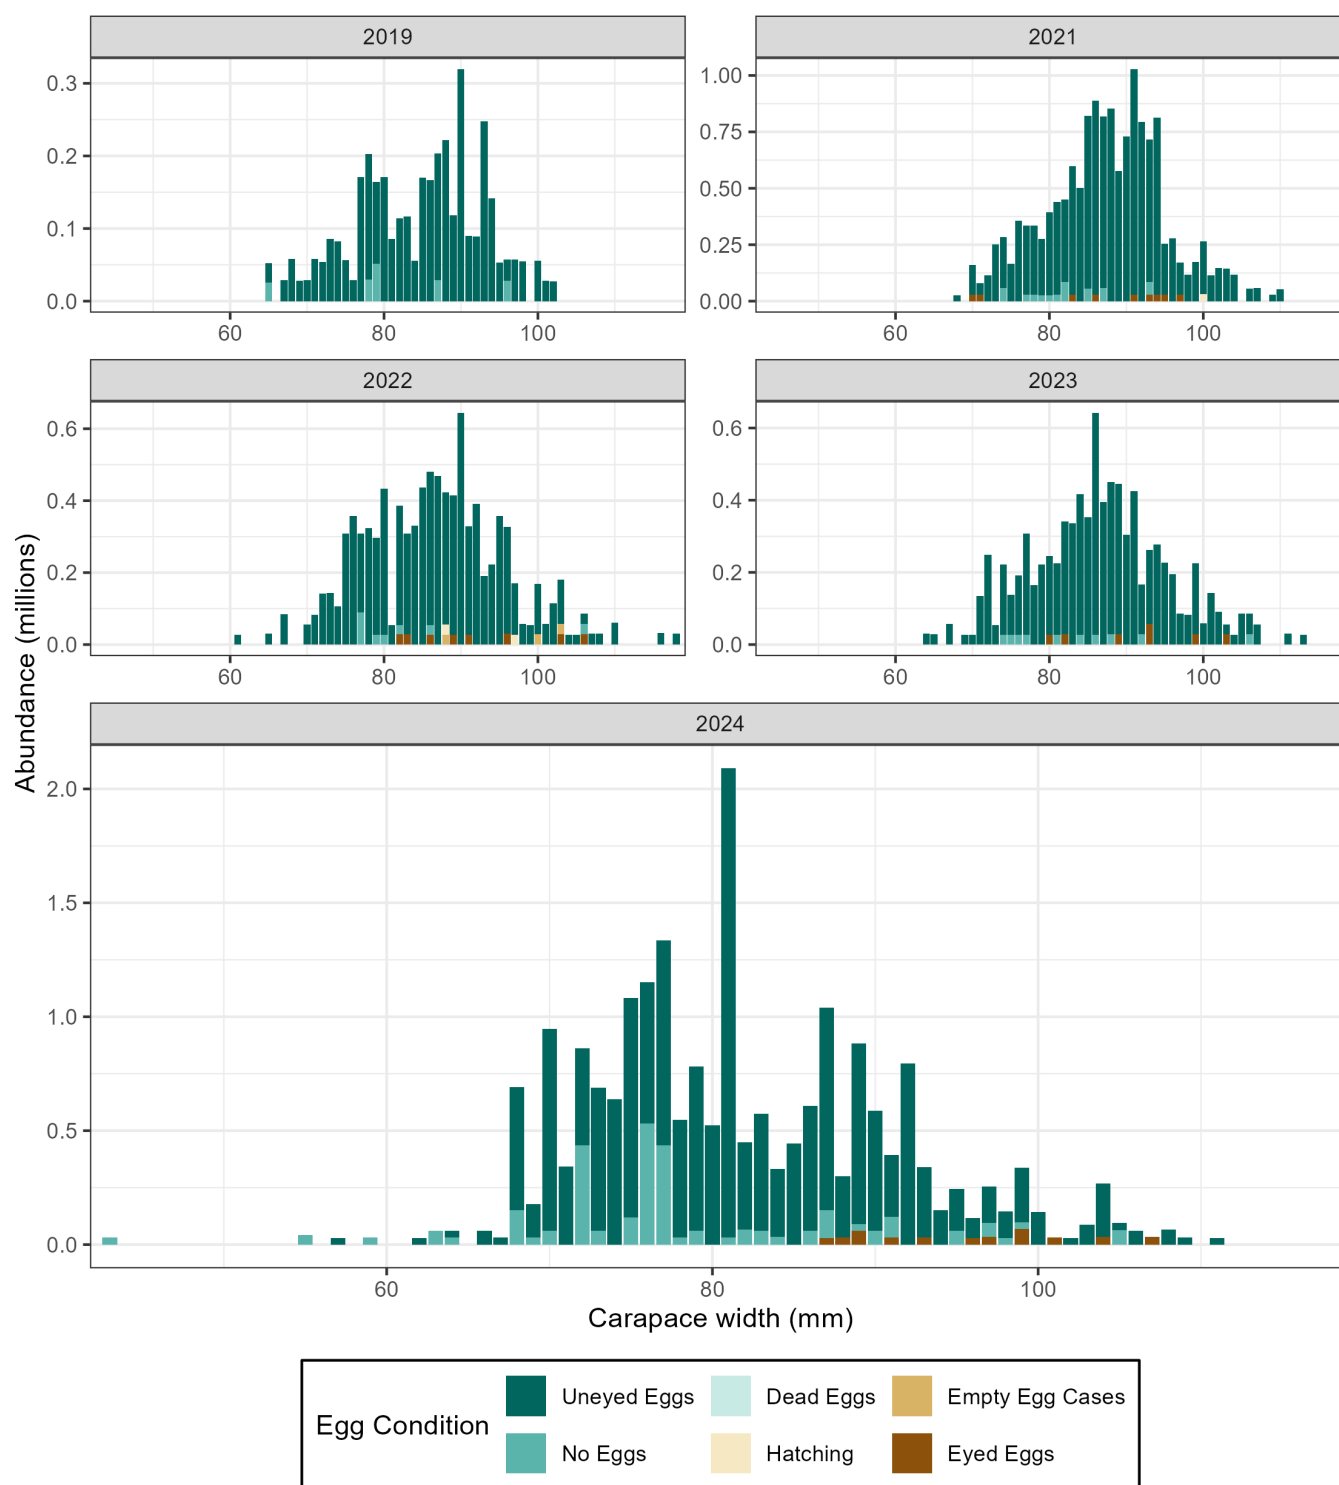 2019
2021
0.3
0.2
0.1
0.0
60 80 100
1.00
0.75
0.50
0.25
0.00
60 80 100
2022
2023
0.6
0.4
0.2
0.0
60 80 100
0.6
0.4
0.2
0.0
60 80 100
Abundance (millions)
2024
2.0
1.5
1.0
0.5
0.0
60 80 100
Carapace width (mm)
Egg Condition
Uneyed Eggs Dead Eggs Empty Egg Cases
No Eggs Hatching Eyed Eggs